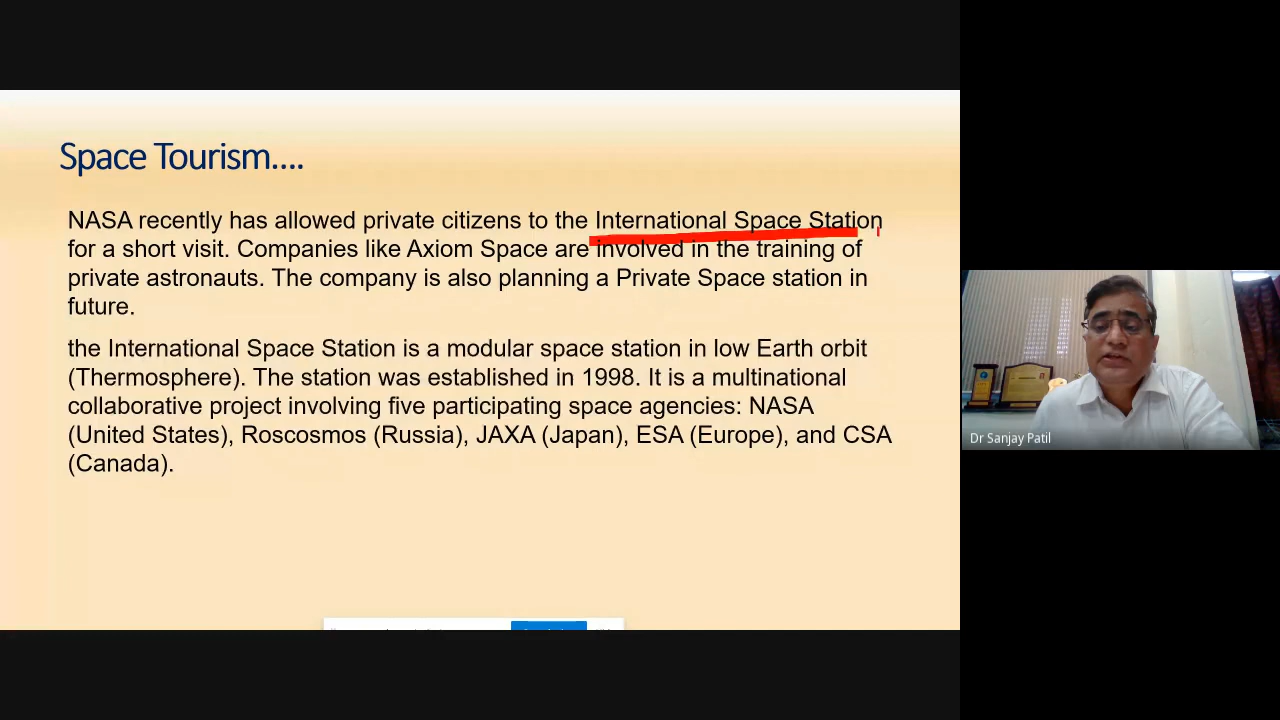 Space Tourism....
NASA recently has allowed private citizens to the International Space Station
for a short visit. Companies like Axiom Space are involved in the training of
private astronauts. The company is also planning a Private Space station in
future.
the International Space Station is a modular space station in low Earth orbit
(Thermosphere). The station was established in 1998. It is a multinational
collaborative project involving five participating space agencies: NASA
(United States), Roscosmos (Russia), JAXA (Japan), ESA (Europe), and CSA
(Canada).
Dr Sanjay Patil